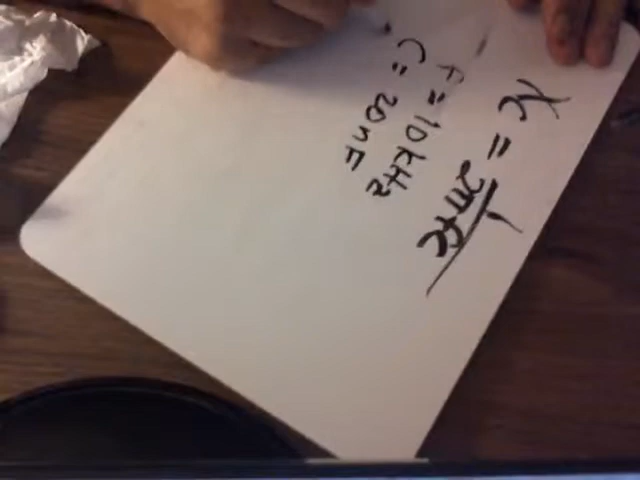 Xc = 1/2πfc
f = 10kHz
C = 20nF